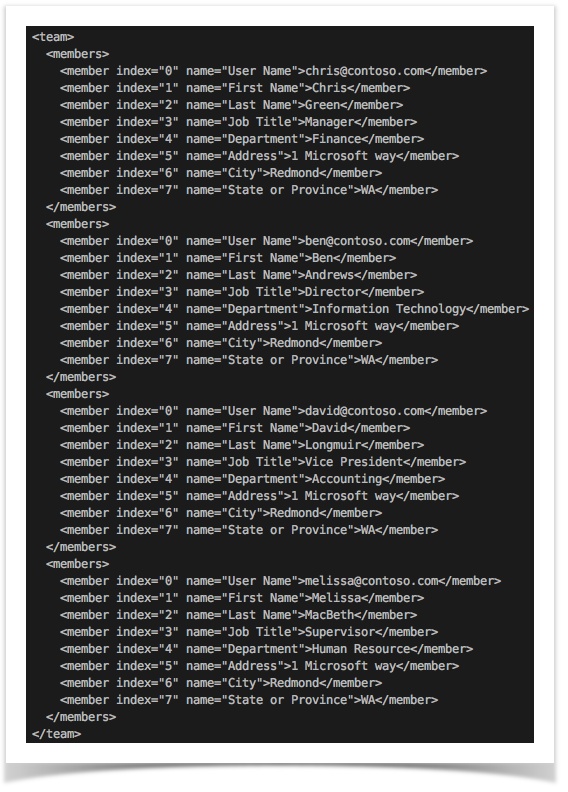 <team>
<members>
<member index="0" name="User Name">chris@contoso.com</member>
<member index="1" name="First Name">Chris</member>
<member index="2" name="Last Name">Green</member>
<member index="3" name="Job Title">Manager</member>
<member index="4" name="Department">Finance</member>
<member index="5" name="Address">1 Microsoft way</member>
<member index="6" name="City">Redmond</member>
<member index="7" name="State or Province">WA</member>
</members>
<members>
<member index="0" name="User Name">ben@contoso.com</member>
<member index="1" name="First Name">Ben</member>
<member index="2" name="Last Name">Andrews</member>
<member index="3" name="Job Title">Director</member>
<member index="4" name="Department">Information Technology</member>
<member index="5" name="Address">1 Microsoft way</member>
<member index="6" name="City">Redmond</member>
<member index="7" name="State or Province">WA</member>
</members>
<members>
<member index="0" name="User Name">david@contoso.com</member>
<member index="1" name="First Name">David</member>
<member index="2" name="Last Name">Longmuir</member>
<member index="3" name="Job Title">Vice President</member>
<member index="4" name="Department">Accounting</member>
<member index="5" name="Address">1 Microsoft way</member>
<member index="6" name="City">Redmond</member>
<member index="7" name="State or Province">WA</member>
</members>
<members>
<member index="0" name="User Name">melissa@contoso.com</member>
<member index="1" name="First Name">Melissa</member>
<member index="2" name="Last Name">MacBeth</member>
<member index="3" name="Job Title">Supervisor</member>
<member index="4" name="Department">Human Resource</member>
<member index="5" name="Address">1 Microsoft way</member>
<member index="6" name="City">Redmond</member>
<member index="7" name="State or Province">WA</member>
</members>
</team>